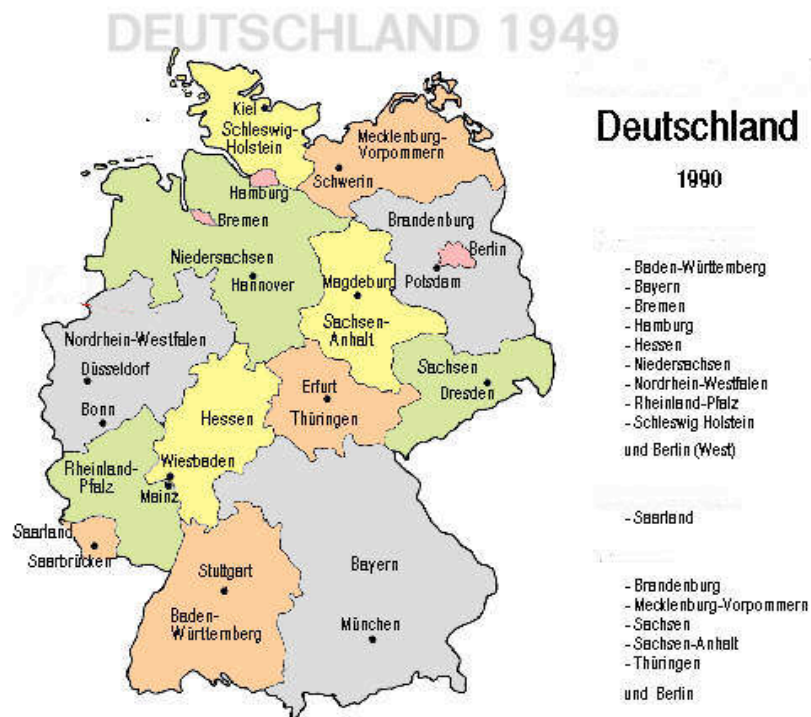 DEUTSCHLAND 1949
Kiel
Schleswig-
Holstein
Mecklenburg-
Vorpommern
Schwerin
Hamburg
Bremen
Brandenburg
Berlin
Potsdam
Niedersachsen
Hannover
Magdeburg
Sachsen-
Anhalt
Nordrhein-Westfalen
Düsseldorf
Bonn
Hessen
Erfurt
Thüringen
Sachsen
Dresden
Rheinland-
Pfalz
Wiesbaden
Mainz
Saarland
Saarbrücken
Stuttgart
Baden-
Württemberg
Bayern
München
Deutschland
1990
- Baden-Württemberg
- Bayern
- Bremen
- Hamburg
- Hessen
- Niedersachsen
- Nordrhein-Westfalen
- Rheinland-Pfalz
- Schleswig Holstein
und Berlin (West)
- Saarland
- Brandenburg
- Mecklenburg-Vorpommern
- Sachsen
- Sachsen-Anhalt
- Thüringen
und Berlin